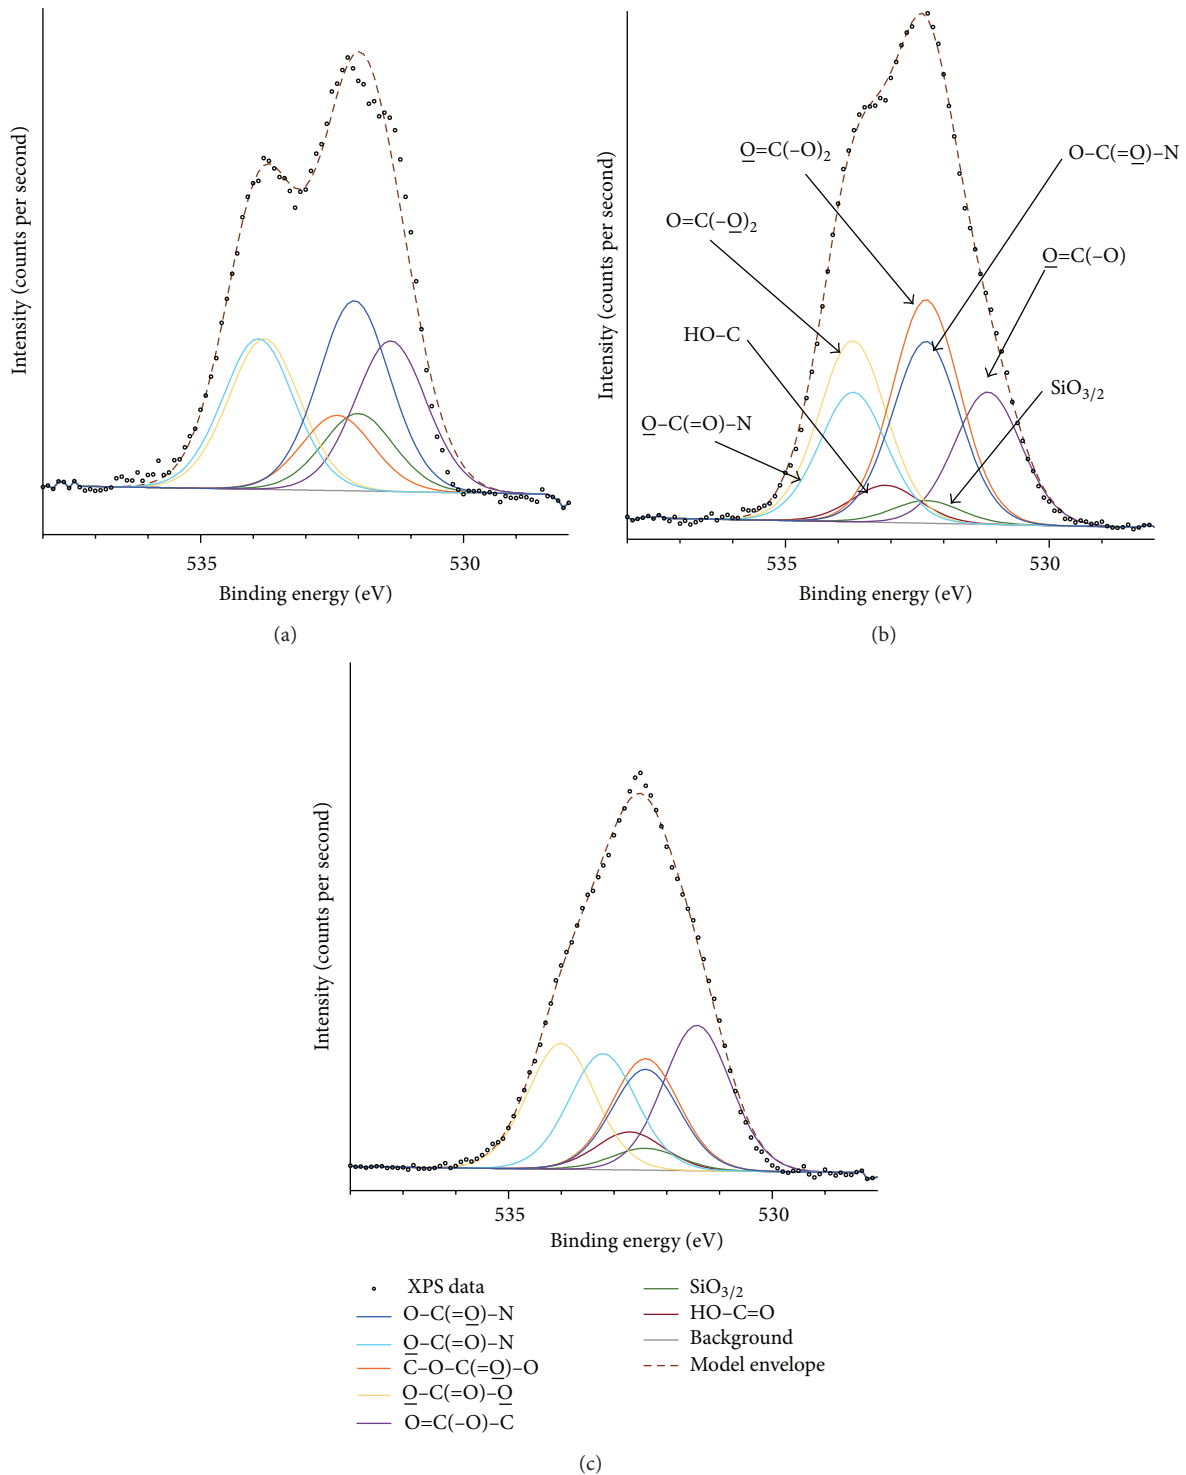 Intensity (counts per second)
535
530
Binding energy (eV)
(a)
Intensity (counts per second)
O=C(–O)2
O–C(=O)–N
O=C(–O)2
O=C(–O)
HO–C
SiO3/2
O–C(=O)–N
535
530
Binding energy (eV)
(b)
Intensity (counts per second)
535
530
Binding energy (eV)
XPS data
O–C(=O)–N
O–C(=O)–N
C–O–C(=O)–O
O–C(=O)–O
O=C(–O)–C
SiO3/2
HO–C=O
Background
Model envelope
(c)